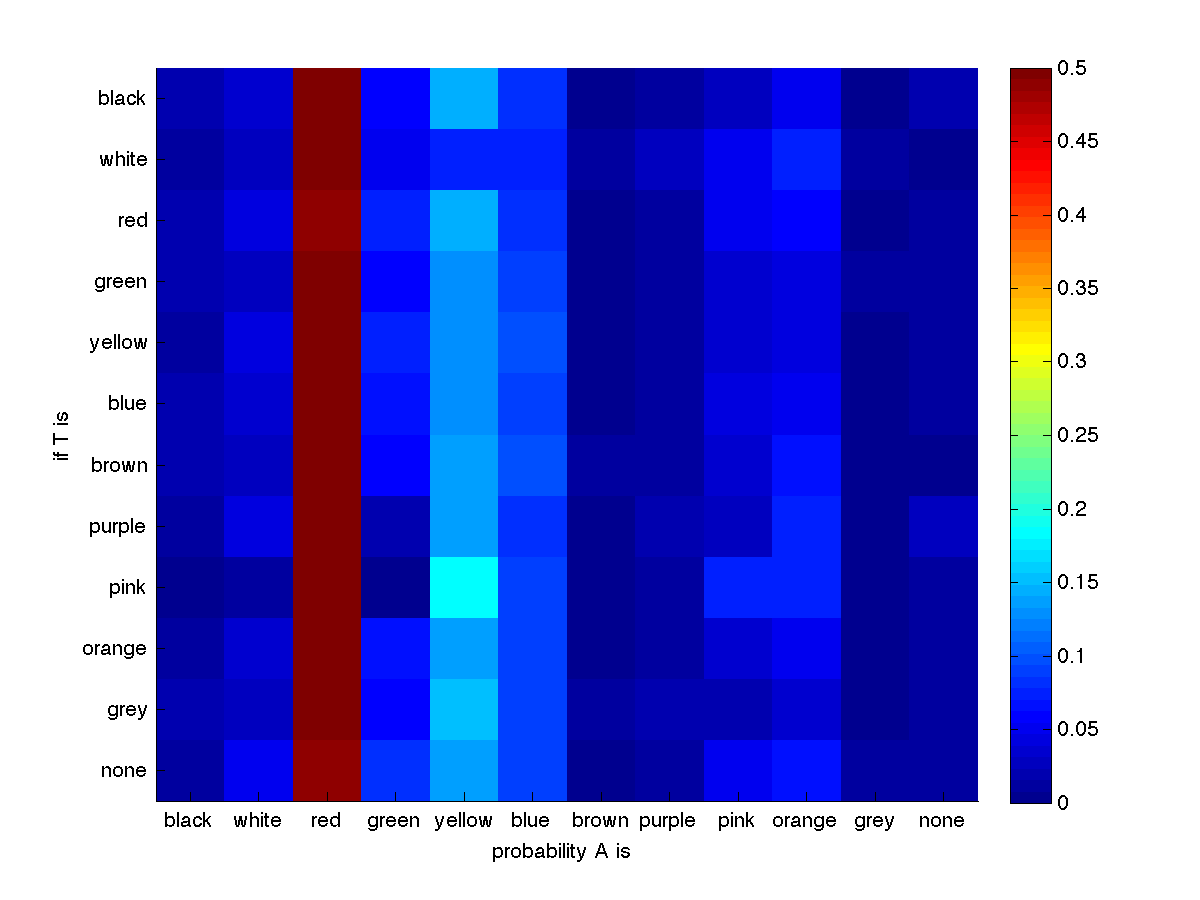 black
white
red
green
yellow
blue
brown
purple
pink
orange
grey
none
if T is
black white red green yellow blue brown purple pink orange grey none
probability A is
0.5
0.45
0.4
0.35
0.3
0.25
0.2
0.15
0.1
0.05
0